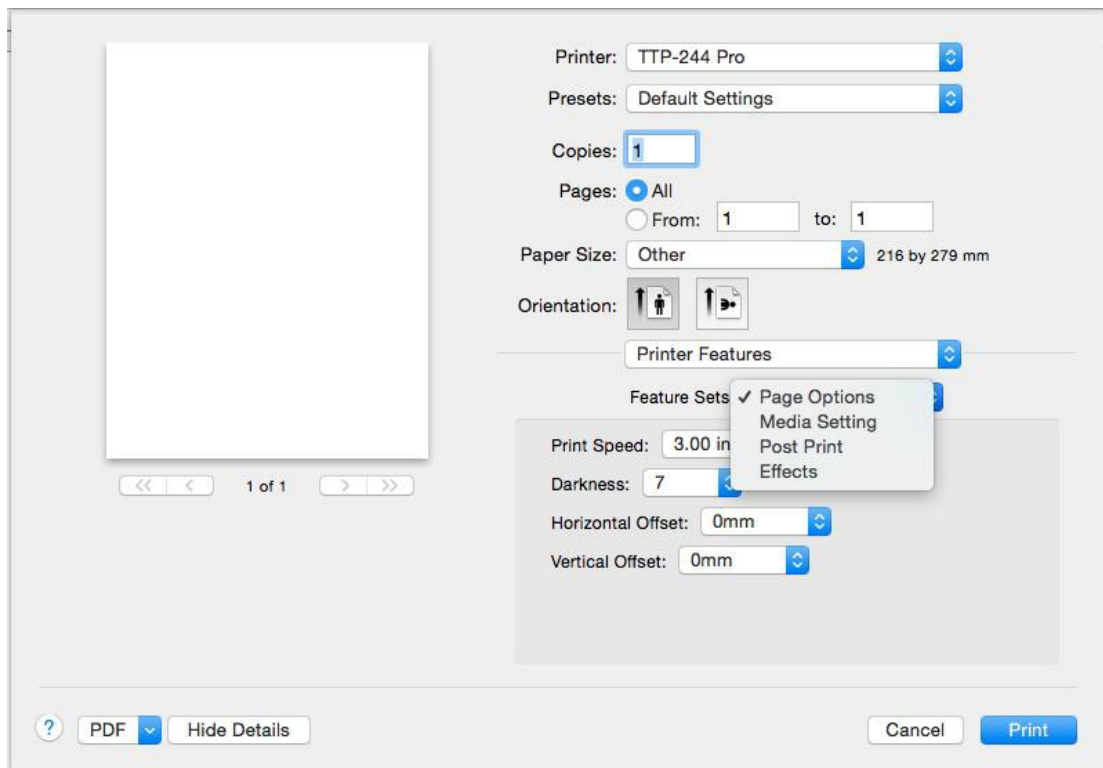 Printer: TTP-244 Pro
Presets: Default Settings
Copies: 1
Pages: All
From: 1 to: 1
Paper Size: Other 216 by 279 mm
Orientation:
Printer Features
Feature Sets ✓ Page Options
Media Setting
Post Print
Effects
Print Speed: 3.00 in
Darkness: 7
Horizontal Offset: 0mm
Vertical Offset: 0mm
<< < 1 of 1 > >>
? PDF Hide Details Cancel Print